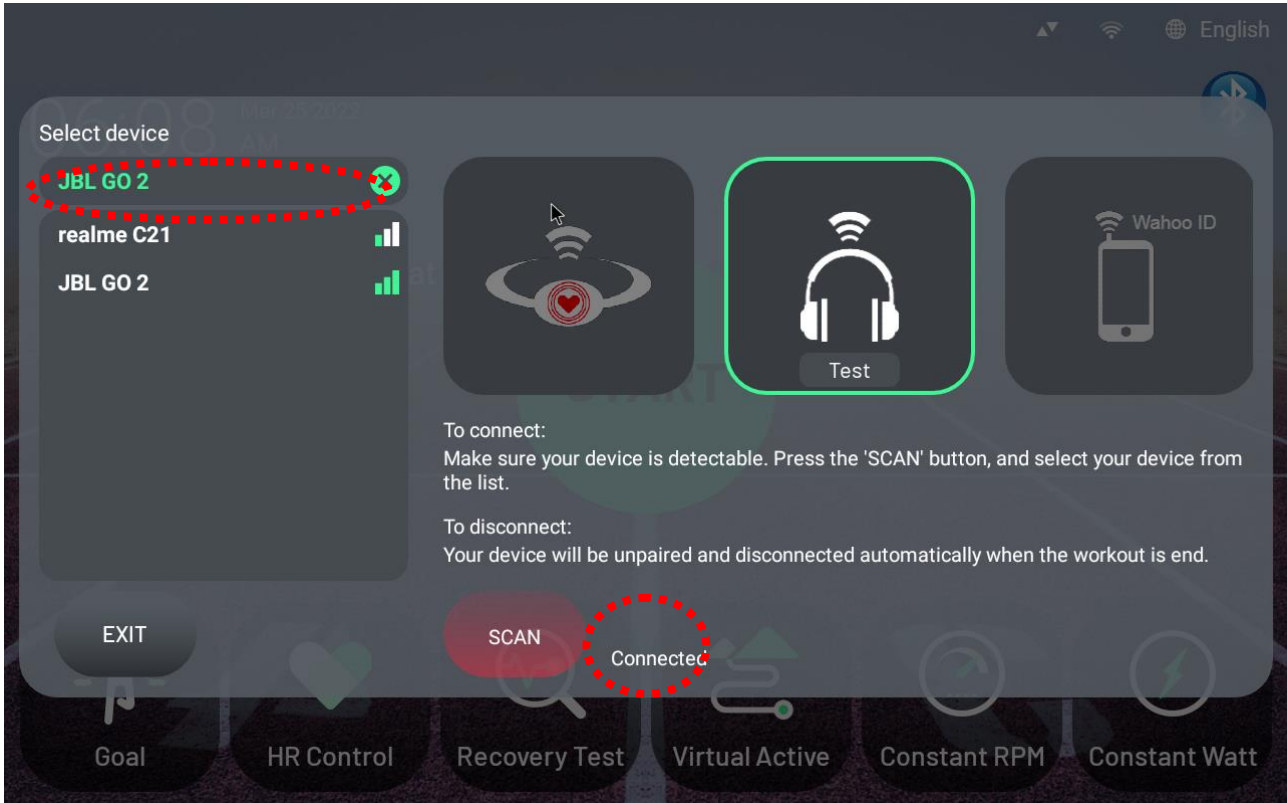 English
06:08
AM
Select device
JBL GO 2
realme C21
JBL GO 2
Wahoo ID
Test
To connect:
Make sure your device is detectable. Press the 'SCAN' button, and select your device from
the list.
To disconnect:
Your device will be unpaired and disconnected automatically when the workout is end.
EXIT
SCAN
Connected
Goal
HR Control
Recovery Test
Virtual Active
Constant RPM
Constant Watt